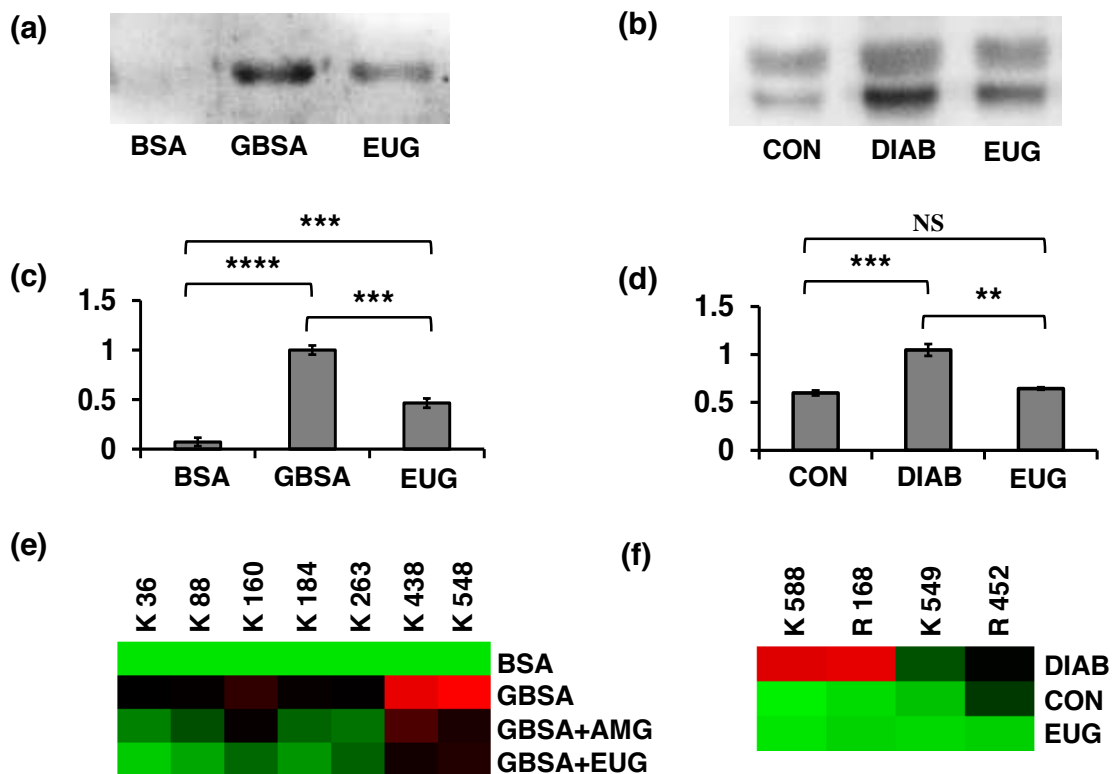 (a)
BSA GBSA EUG
(b)
CON DIAB EUG
(c)
***
****
***
1.5
1
0.5
0
BSA GBSA EUG
(d)
NS
***
**
1.5
1
0.5
0
CON DIAB EUG
(e)
K 36 K 88 K 160 K 184 K 263 K 438 K 548
BSA
GBSA
GBSA+AMG
GBSA+EUG
(f)
K 588 R 168 K 549 R 452
DIAB
CON
EUG